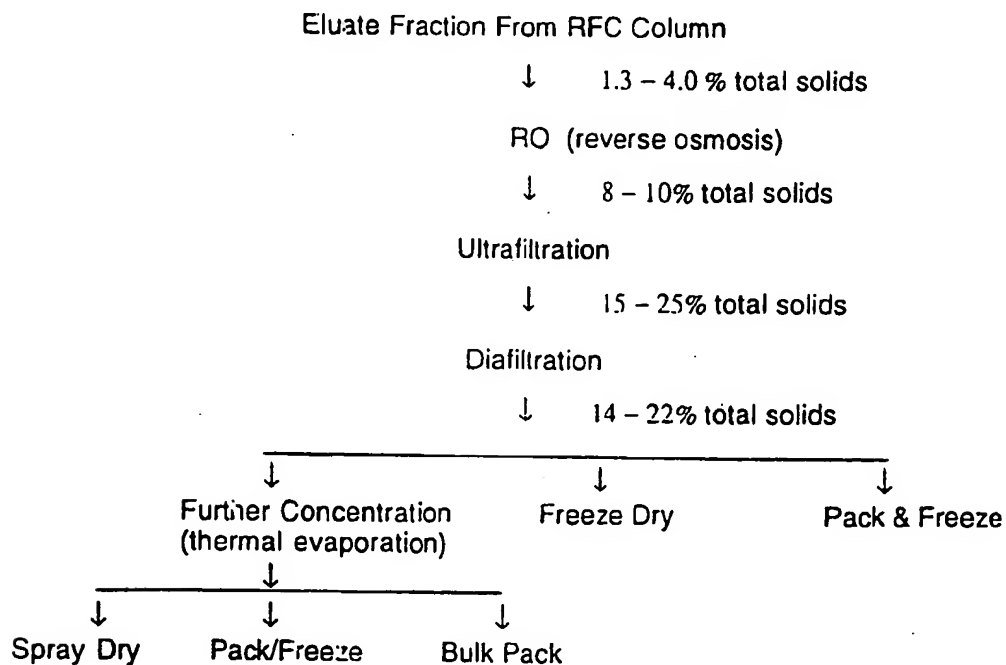 Eluate Fraction From RFC Column
↓ 1.3 – 4.0 % total solids
RO (reverse osmosis)
↓ 8 – 10% total solids
Ultrafiltration
↓ 15 – 25% total solids
Diafiltration
↓ 14 – 22% total solids
↓ ↓ ↓
Further Concentration Freeze Dry Pack & Freeze
(thermal evaporation)
↓
↓ ↓ ↓
Spray Dry Pack/Freeze Bulk Pack